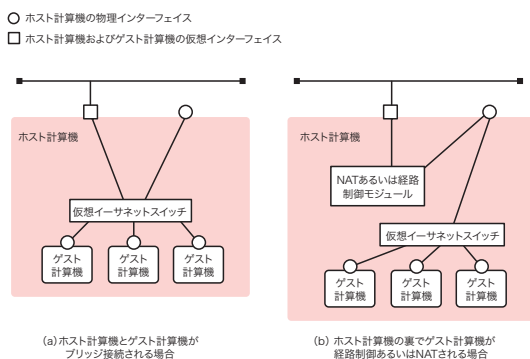 ホスト計算機の物理インターフェイス
ホスト計算機およびゲスト計算機の仮想インターフェイス
ホスト計算機
仮想イーサネットスイッチ
ゲスト
計算機
ゲスト
計算機
ゲスト
計算機
(a)ホスト計算機とゲスト計算機が
ブリッジ接続される場合
ホスト計算機
NATあるいは経路
制御モジュール
仮想イーサネットスイッチ
ゲスト
計算機
ゲスト
計算機
ゲスト
計算機
(b) ホスト計算機の裏でゲスト計算機が
経路制御あるいはNATされる場合